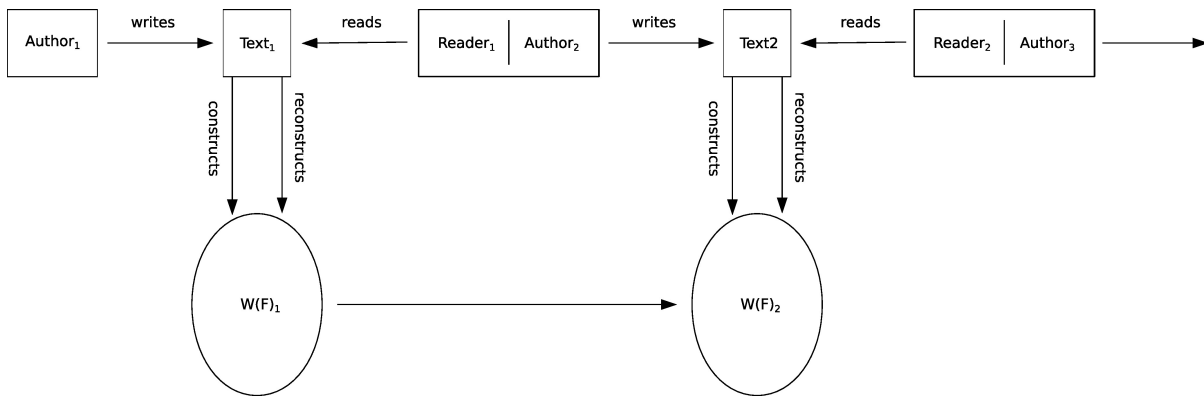 writes
reads
writes
reads
Author₁
Text₁
Reader₁
Author₂
Text2
Reader₂
Author₃
constructs
reconstructs
constructs
reconstructs
W(F)₁
W(F)₂